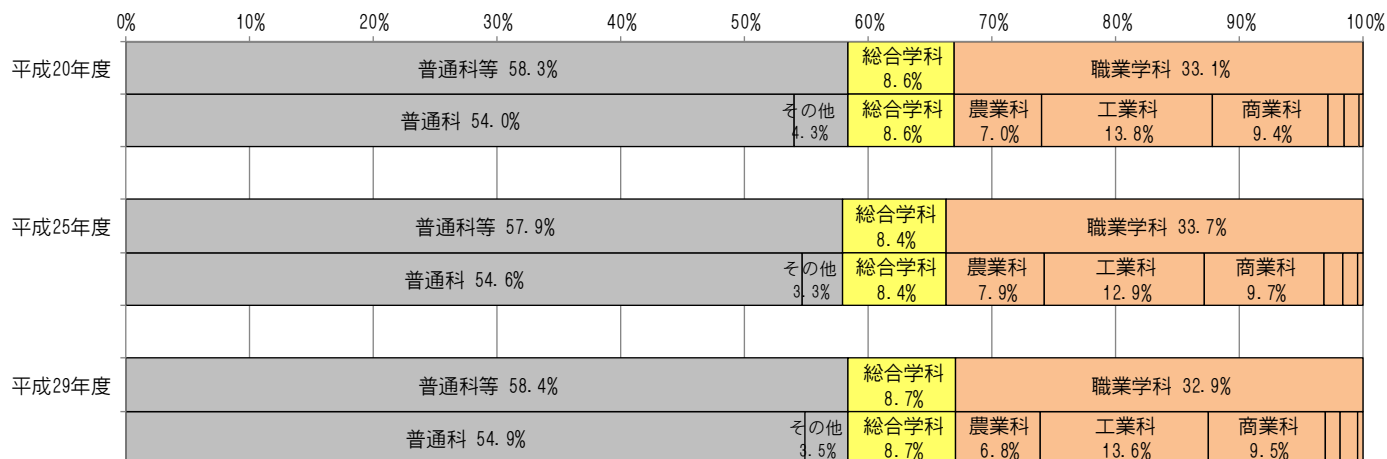 0% 10% 20% 30% 40% 50% 60% 70% 80% 90% 100%
平成20年度
普通科等 58.3%
総合学科
8.6%
職業学科 33.1%
普通科 54.0%
その他
4.3%
総合学科
8.6%
農業科
7.0%
工業科
13.8%
商業科
9.4%
平成25年度
普通科等 57.9%
総合学科
8.4%
職業学科 33.7%
普通科 54.6%
その他
3.3%
総合学科
8.4%
農業科
7.9%
工業科
12.9%
商業科
9.7%
平成29年度
普通科等 58.4%
総合学科
8.7%
職業学科 32.9%
普通科 54.9%
その他
3.5%
総合学科
8.7%
農業科
6.8%
工業科
13.6%
商業科
9.5%